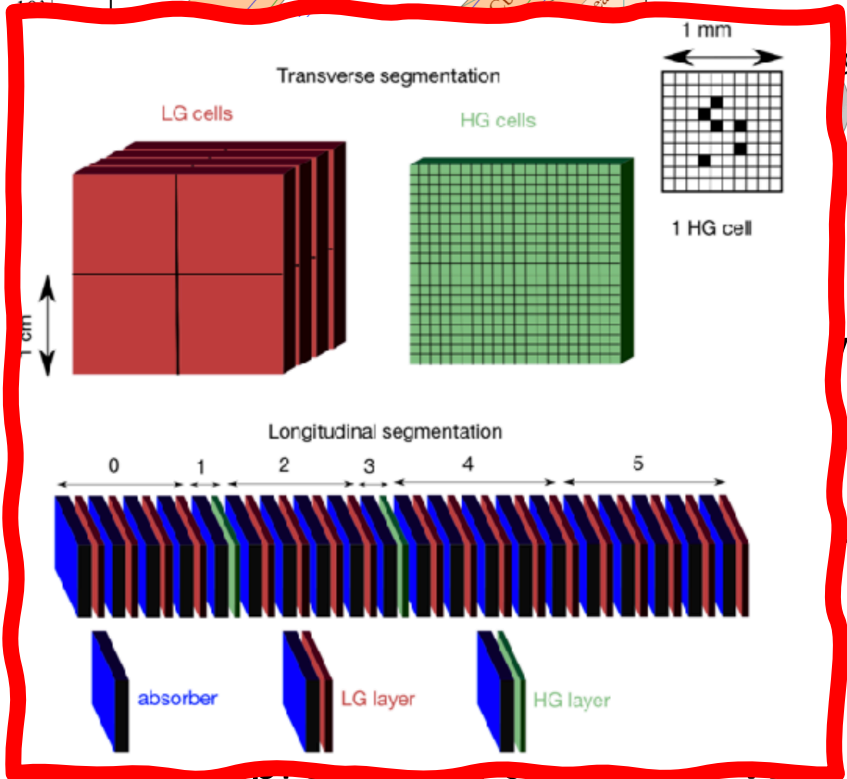 1 mm
Transverse segmentation
LG cells
HG cells
1 HG cell
cm
Longitudinal segmentation
0 1 2 3 4 5
absorber
LG layer
HG layer